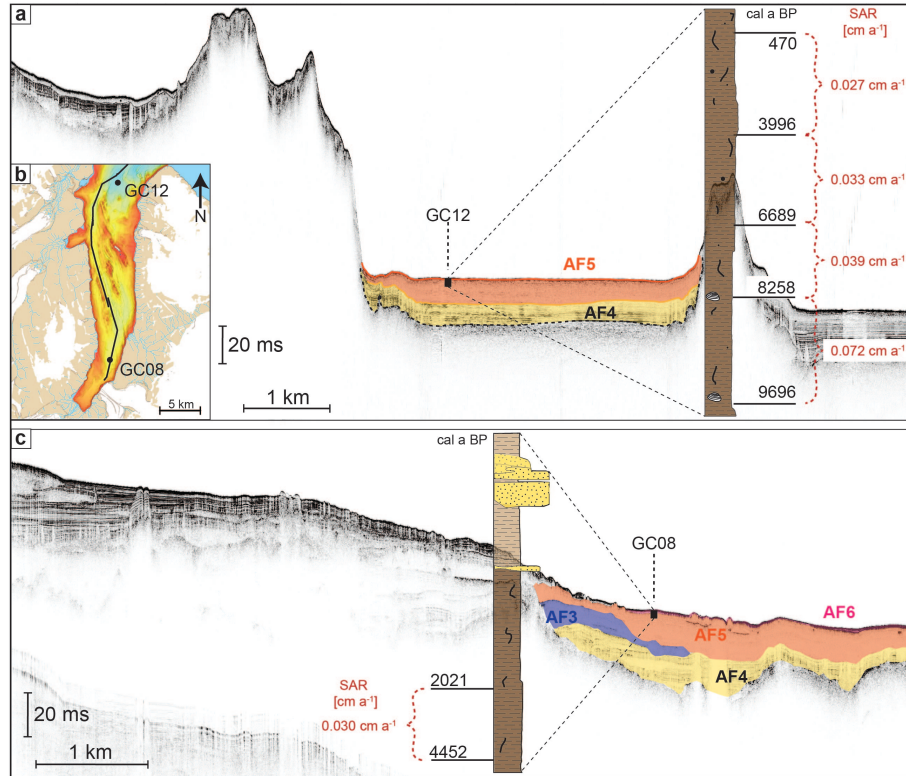 a
cal a BP
SAR
[cm a⁻¹]
470
0.027 cm a⁻¹
3996
0.033 cm a⁻¹
6689
0.039 cm a⁻¹
8258
0.072 cm a⁻¹
9696
GC12
AF5
AF4
20 ms
1 km
b
GC12
N
GC08
5 km
c
cal a BP
GC08
AF6
AF3
AF5
AF4
SAR
[cm a⁻¹]
2021
0.030 cm a⁻¹
4452
20 ms
1 km